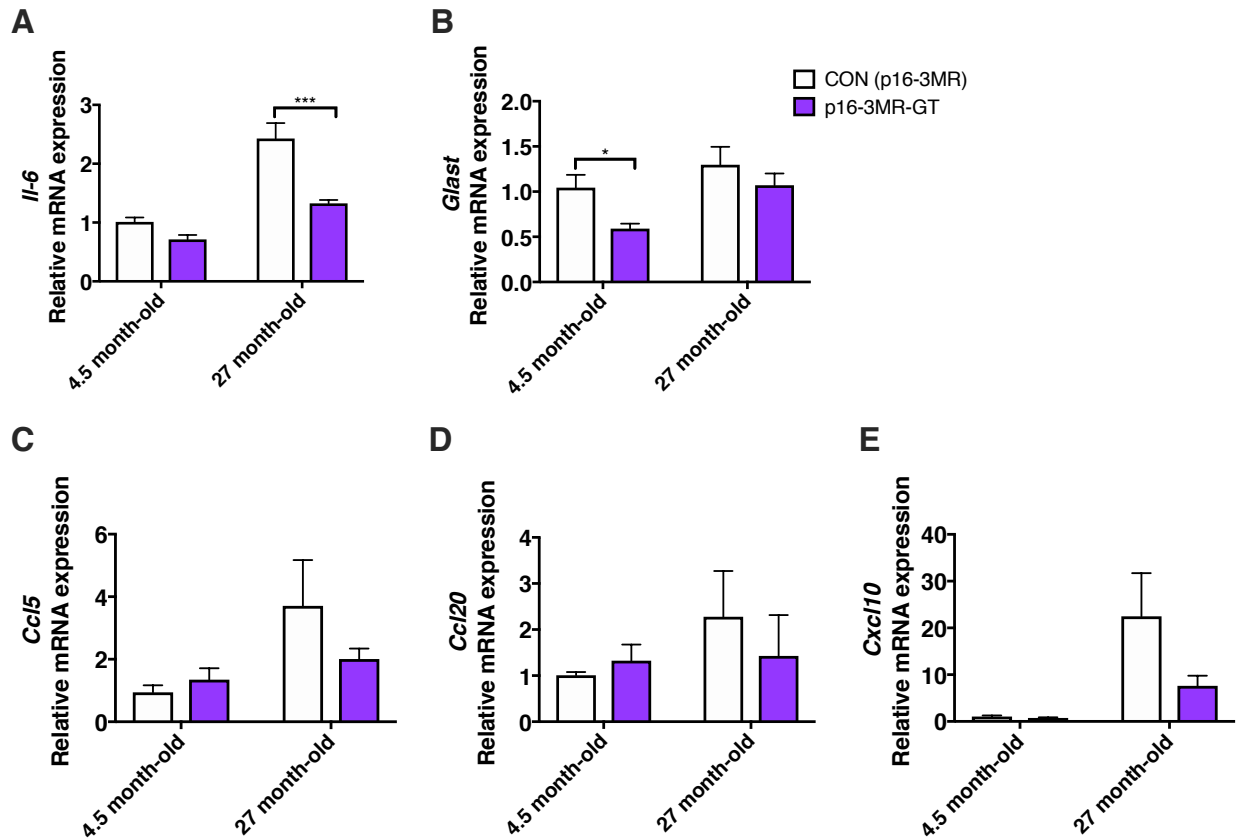 A
Il-6
Relative mRNA expression
3
2
1
0
***
4.5 month-old
27 month-old
B
Glast
Relative mRNA expression
2.0
1.5
1.0
0.5
0.0
*
4.5 month-old
27 month-old
CON (p16-3MR)
p16-3MR-GT
C
Ccl5
Relative mRNA expression
6
4
2
0
4.5 month-old
27 month-old
D
Ccl20
Relative mRNA expression
4
3
2
1
0
4.5 month-old
27 month-old
E
Cxcl10
Relative mRNA expression
40
30
20
10
0
4.5 month-old
27 month-old